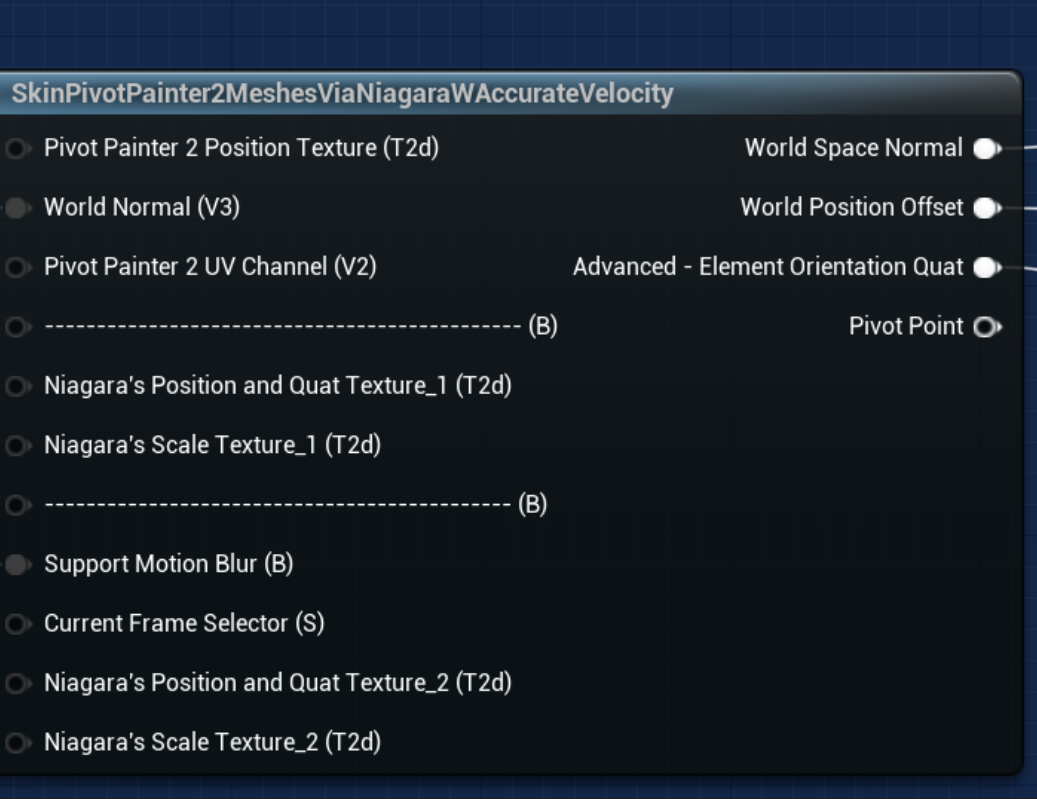 SkinPivotPainter2MeshesViaNiagaraWAccurateVelocity
Pivot Painter 2 Position Texture (T2d)
World Space Normal
World Normal (V3)
World Position Offset
Pivot Painter 2 UV Channel (V2)
Advanced - Element Orientation Quat
---------------------------------------------- (B)
Pivot Point
Niagara's Position and Quat Texture_1 (T2d)
Niagara's Scale Texture_1 (T2d)
--------------------------------------------- (B)
Support Motion Blur (B)
Current Frame Selector (S)
Niagara's Position and Quat Texture_2 (T2d)
Niagara's Scale Texture_2 (T2d)